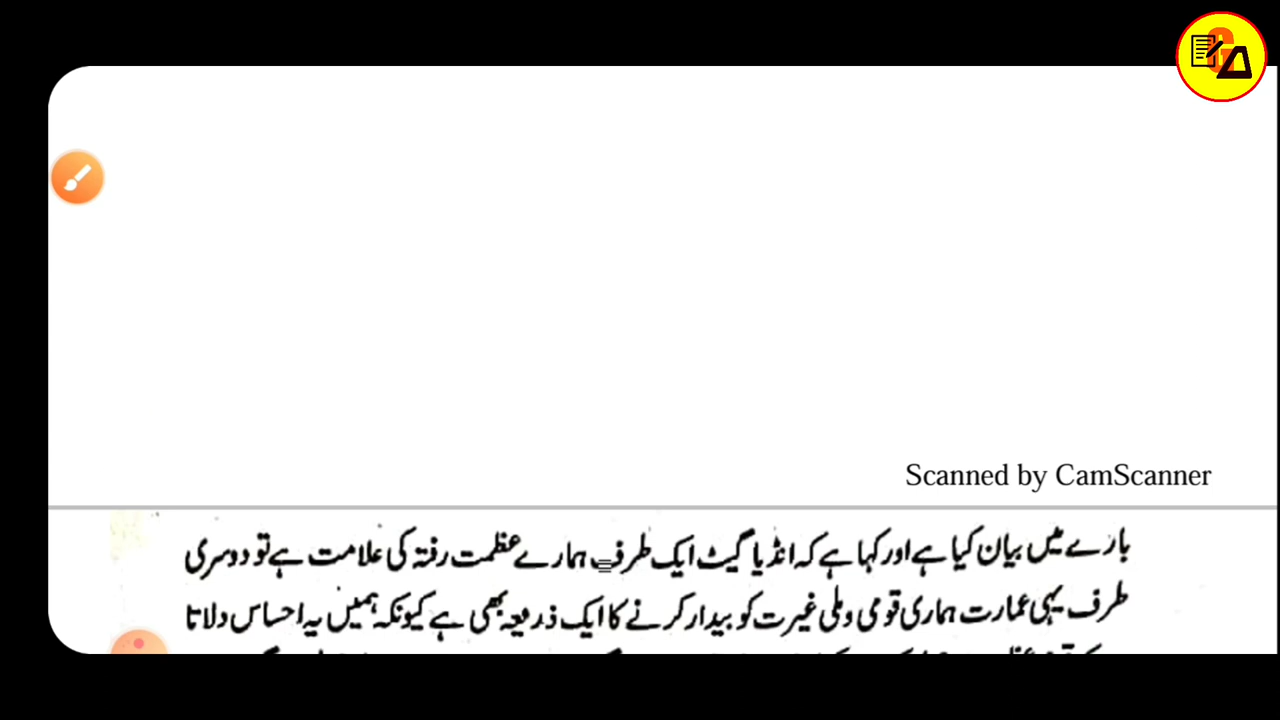 Scanned by CamScanner
بارے میں بیان کیا ہے اور کہا ہے کہ انڈیا گیٹ ایک طرف ہمارے عظمت رفتہ کی علامت ہے تو دوسری
طرف یہی عمارت ہماری قومی و ملی غیرت کو بیدار کرنے کا ایک ذریعہ بھی ہے کیونکہ ہمیں یہ احساس دلاتا